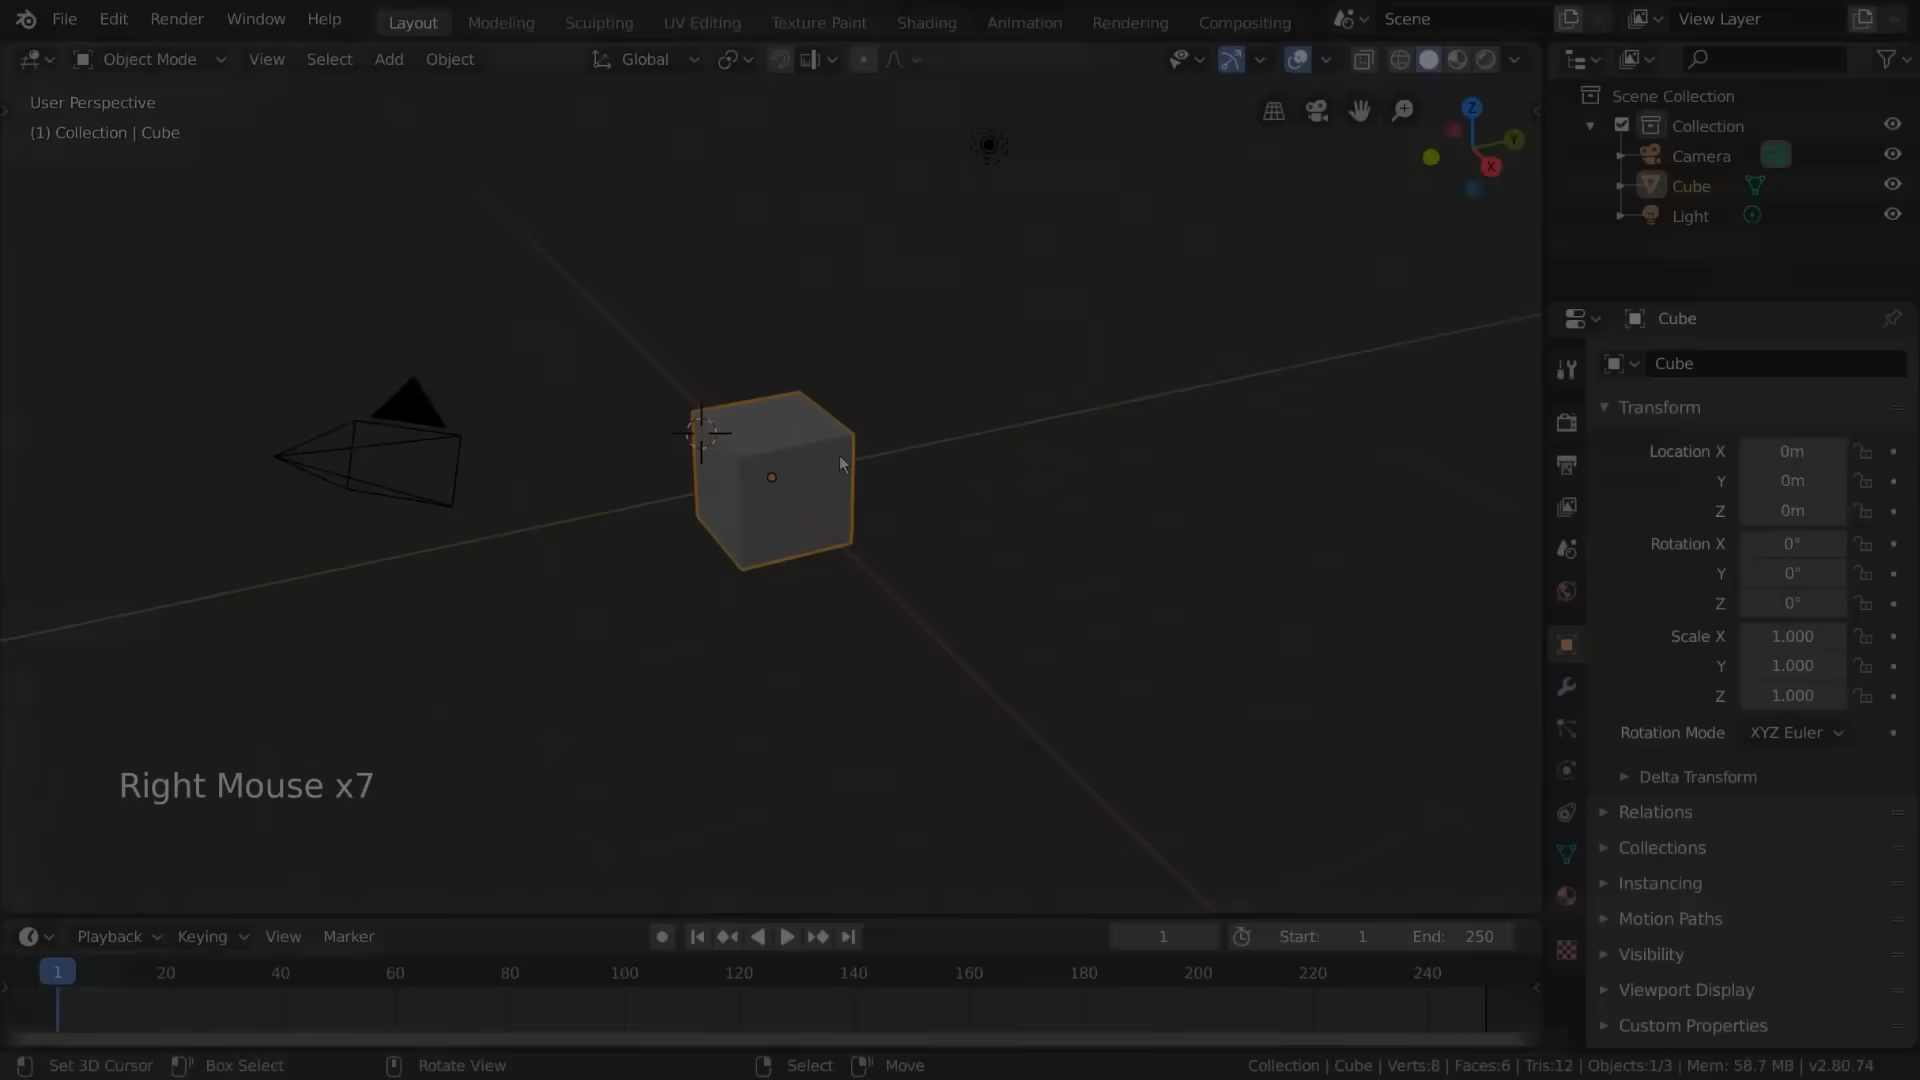 File Edit Render Window Help Layout Modeling Sculpting UV Editing Texture Paint Shading Animation Rendering Compositing Scene View Layer
Object Mode View Select Add Object Global
User Perspective
(1) Collection | Cube
Z
Y
X
Scene Collection
Collection
Camera
Cube
Light
Cube
Cube
Transform
Location X 0m
Y 0m
Z 0m
Rotation X 0°
Y 0°
Z 0°
Scale X 1.000
Y 1.000
Z 1.000
Rotation Mode XYZ Euler
Delta Transform
Relations
Collections
Instancing
Motion Paths
Visibility
Viewport Display
Custom Properties
Right Mouse x7
Playback Keying View Marker 1 Start: 1 End: 250
1 20 40 60 80 100 120 140 160 180 200 220 240
Set 3D Cursor Box Select Rotate View Select Move Collection | Cube | Verts:8 | Faces:6 | Tris:12 | Objects:1/3 | Mem: 58.7 MB | v2.80.74